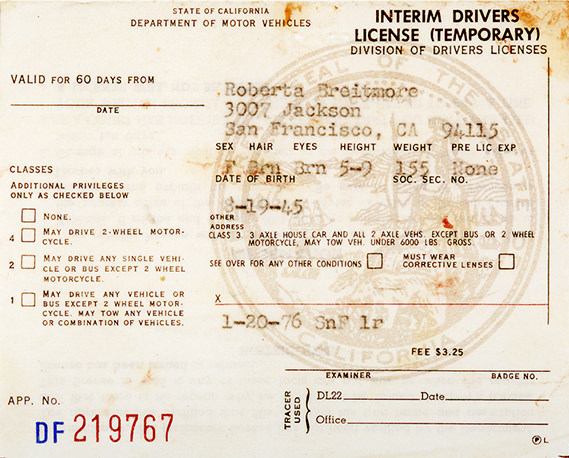 STATE OF CALIFORNIA
DEPARTMENT OF MOTOR VEHICLES
INTERIM DRIVERS
LICENSE (TEMPORARY)
DIVISION OF DRIVERS LICENSES
VALID FOR 60 DAYS FROM
DATE
Roberta Breitmore
3007 Jackson
San Francisco, CA 94115
SEX HAIR EYES HEIGHT WEIGHT PRE LIC EXP
F Brn Brn 5-9 155 None
DATE OF BIRTH SOC. SEC. NO.
8-19-45
OTHER
ADDRESS
CLASS 3. 3 AXLE HOUSE CAR AND ALL 2 AXLE VEHS. EXCEPT BUS OR 2 WHEEL
MOTORCYCLE, MAY TOW VEH. UNDER 6000 LBS. GROSS.
SEE OVER FOR ANY OTHER CONDITIONS
MUST WEAR
CORRECTIVE LENSES
CLASSES
ADDITIONAL PRIVILEGES
ONLY AS CHECKED BELOW
NONE.
4 MAY DRIVE 2-WHEEL MOTOR-
CYCLE.
2 MAY DRIVE ANY SINGLE VEHI-
CLE OR BUS EXCEPT 2 WHEEL
MOTORCYCLE.
1 MAY DRIVE ANY VEHICLE OR
BUS EXCEPT 2 WHEEL MOTOR-
CYCLE. MAY TOW ANY VEHICLE
OR COMBINATION OF VEHICLES.
X
1-20-76 SnF lr
FEE $3.25
EXAMINER BADGE NO.
TRACER
USED
DL22 Date
Office
APP. No.
DF 219767
SEAL OF THE STATE
CALIFORNIA